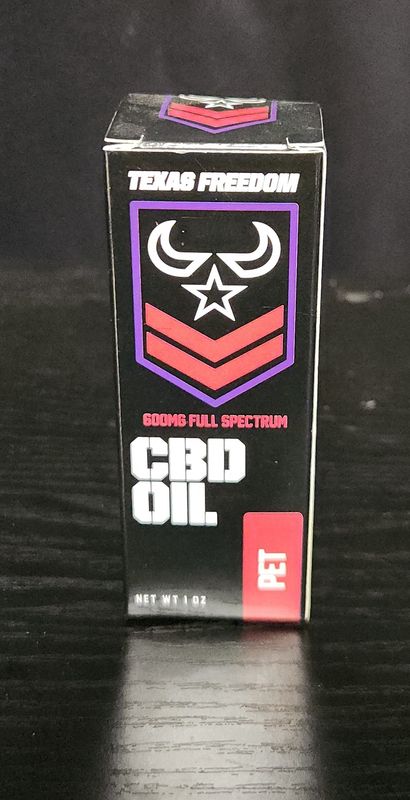 TEXAS FREEDOM
600MG FULL SPECTRUM
CBD
OIL
PET
NET WT 1 OZ